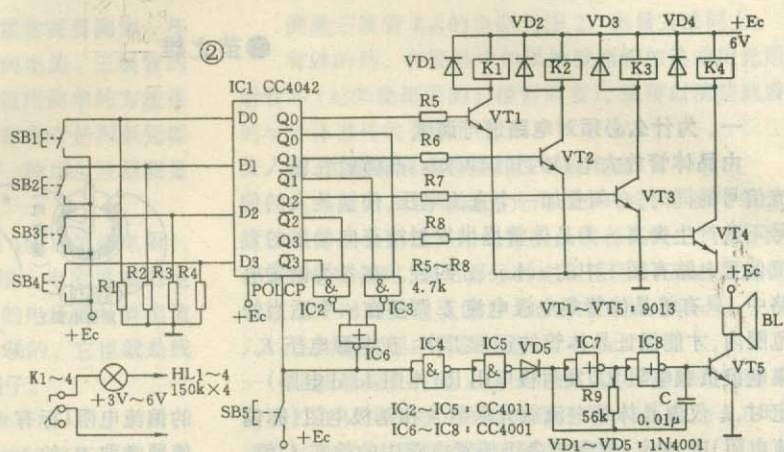 ②
VD2 VD3 VD4 +Ec
6V
VD1 K1 K2 K3 K4
IC1 CC4042
D0 Q0 Q0
D1 Q1 Q1
D2 Q2 Q2
D3 Q3 Q3
POL CP
+Ec
SB1
SB2
SB3
SB4
+Ec
R1 R2 R3 R4
R5
R6
R7
R8
R5~R8
4.7k
VT1
VT2
VT3
VT4
VT1~VT5:9013
+Ec
BL
VT5
IC2 & & IC3
IC6 +
IC4 & IC5 & VD5 IC7 + IC8 +
R9
56k
C
0.01μ
SB5
+Ec
IC2~IC5:CC4011
IC6~IC8:CC4001
VD1~VD5:1N4001
K1~4
HL1~4
150k×4
+3V~6V